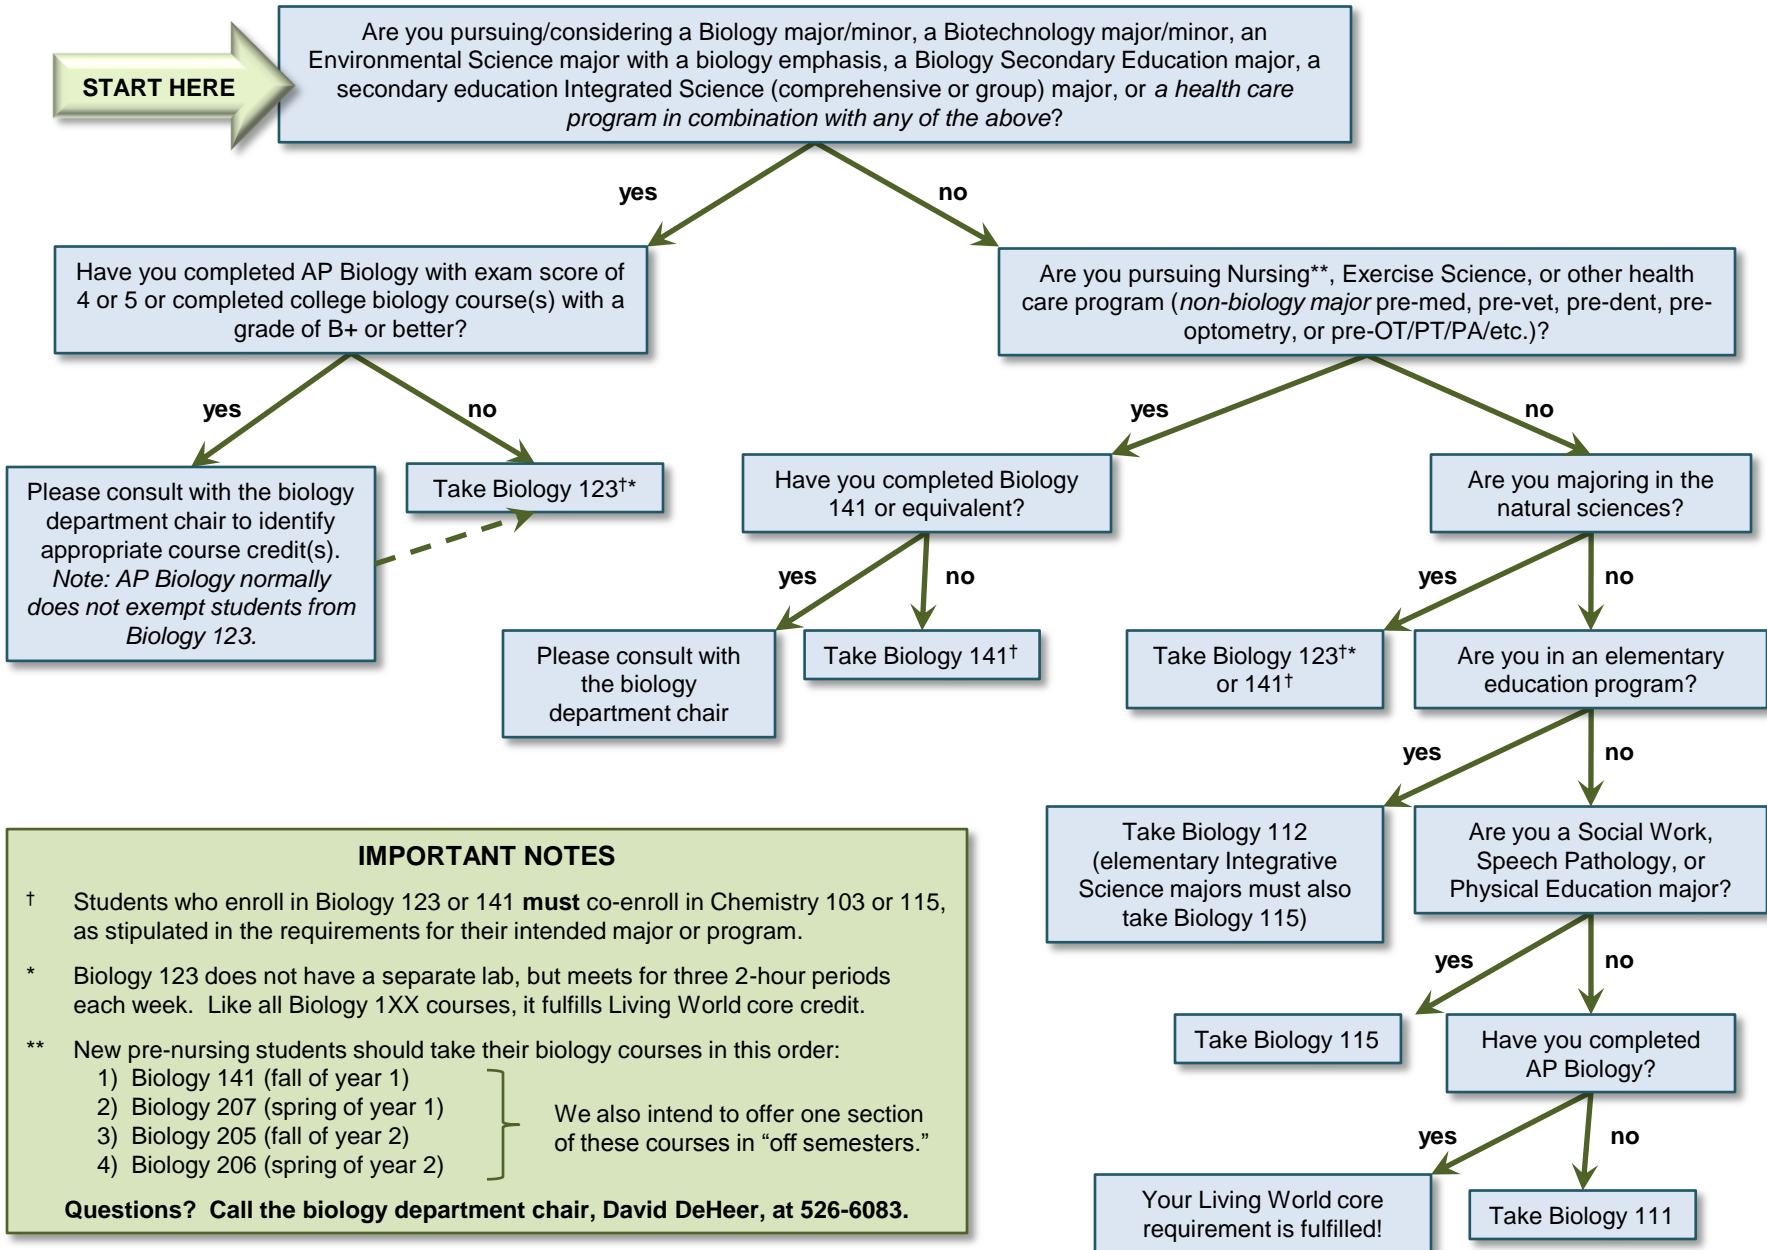 START HERE
Are you pursuing/considering a Biology major/minor, a Biotechnology major/minor, an
Environmental Science major with a biology emphasis, a Biology Secondary Education major, a
secondary education Integrated Science (comprehensive or group) major, or a health care
program in combination with any of the above?
yes
no
Have you completed AP Biology with exam score of
4 or 5 or completed college biology course(s) with a
grade of B+ or better?
Are you pursuing Nursing**, Exercise Science, or other health
care program (non-biology major pre-med, pre-vet, pre-dent, pre-
optometry, or pre-OT/PT/PA/etc.)?
yes
no
yes
no
Please consult with the biology
department chair to identify
appropriate course credit(s).
Note: AP Biology normally
does not exempt students from
Biology 123.
Take Biology 123†*
Have you completed Biology
141 or equivalent?
Are you majoring in the
natural sciences?
yes
no
yes
no
Please consult with
the biology
department chair
Take Biology 141†
Take Biology 123†*
or 141†
Are you in an elementary
education program?
yes
no
Take Biology 112
(elementary Integrative
Science majors must also
take Biology 115)
Are you a Social Work,
Speech Pathology, or
Physical Education major?
yes
no
Take Biology 115
Have you completed
AP Biology?
yes
no
Your Living World core
requirement is fulfilled!
Take Biology 111
IMPORTANT NOTES
† Students who enroll in Biology 123 or 141 must co-enroll in Chemistry 103 or 115,
as stipulated in the requirements for their intended major or program.
* Biology 123 does not have a separate lab, but meets for three 2-hour periods
each week. Like all Biology 1XX courses, it fulfills Living World core credit.
** New pre-nursing students should take their biology courses in this order:
1) Biology 141 (fall of year 1)
2) Biology 207 (spring of year 1)
3) Biology 205 (fall of year 2)
4) Biology 206 (spring of year 2)
We also intend to offer one section
of these courses in “off semesters.”
Questions? Call the biology department chair, David DeHeer, at 526-6083.